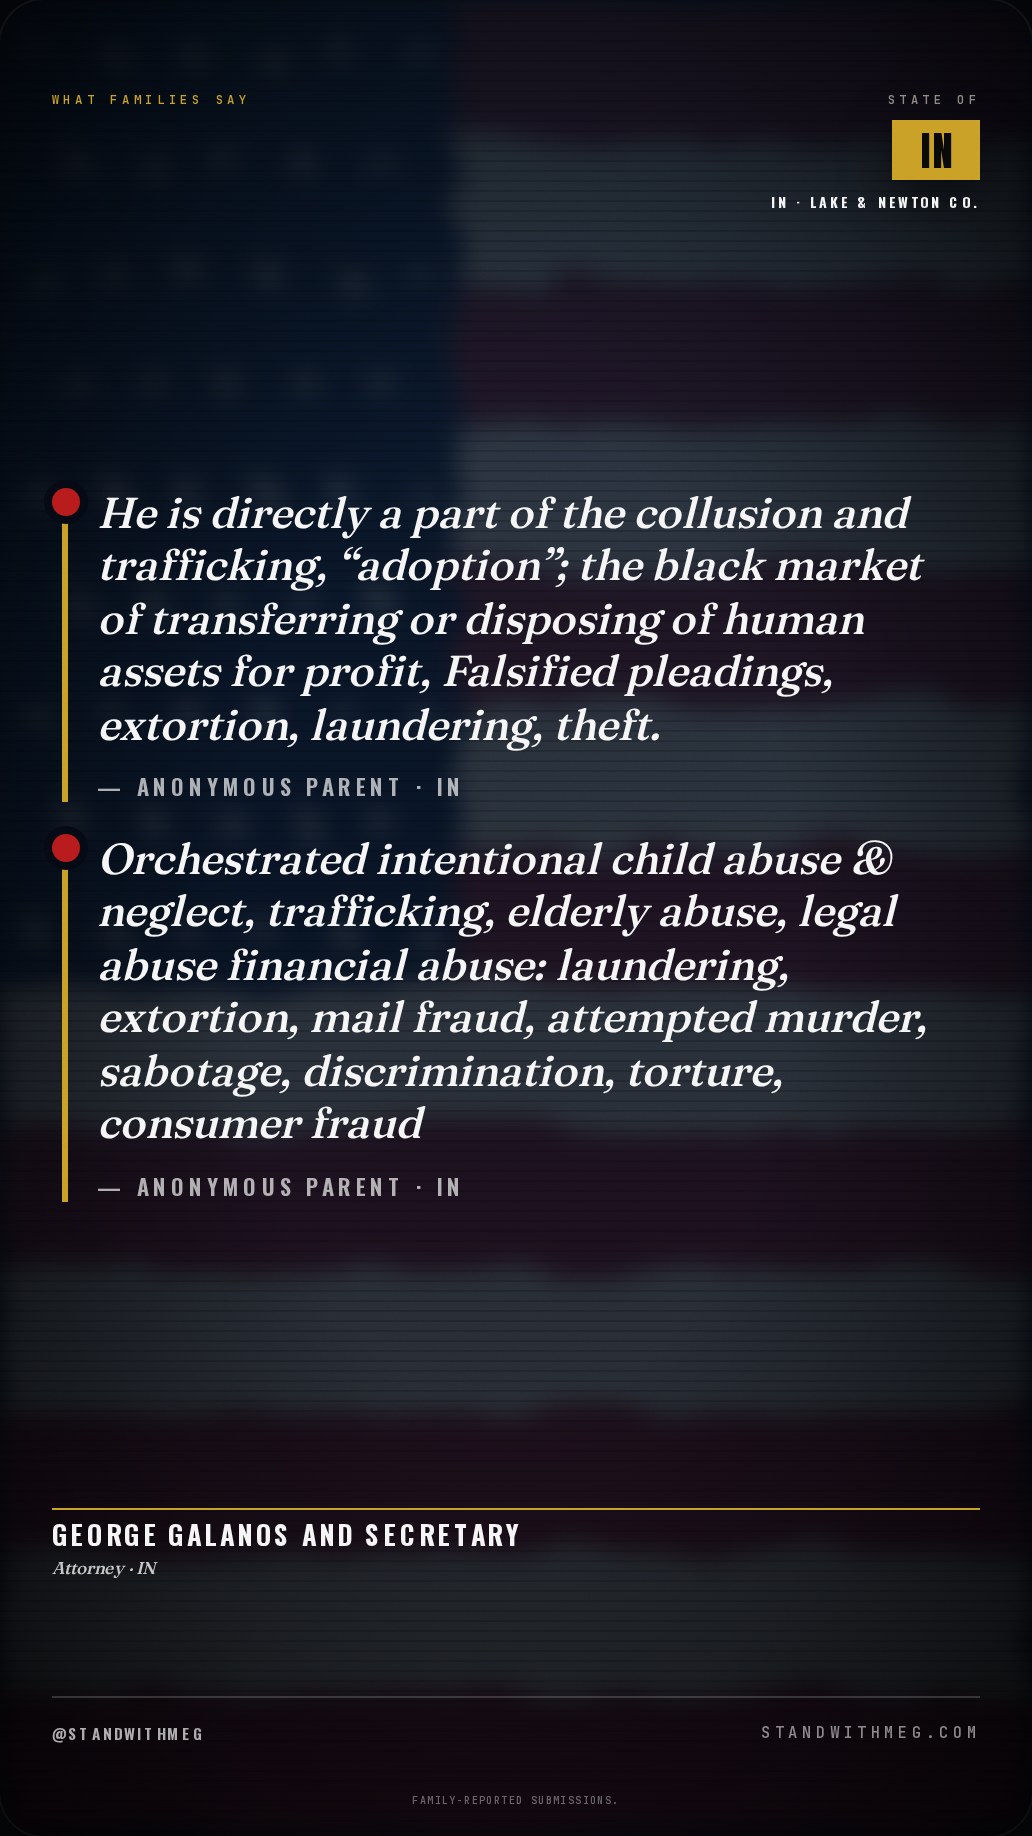 WHAT FAMILIES SAY
STATE OF
IN
IN · LAKE & NEWTON CO.
He is directly a part of the collusion and
trafficking, “adoption”; the black market
of transferring or disposing of human
assets for profit, Falsified pleadings,
extortion, laundering, theft.
— ANONYMOUS PARENT · IN
Orchestrated intentional child abuse &
neglect, trafficking, elderly abuse, legal
abuse financial abuse: laundering,
extortion, mail fraud, attempted murder,
sabotage, discrimination, torture,
consumer fraud
— ANONYMOUS PARENT · IN
GEORGE GALANOS AND SECRETARY
Attorney · IN
@STANDWITHMEG
STANDWITHMEG.COM
FAMILY-REPORTED SUBMISSIONS.